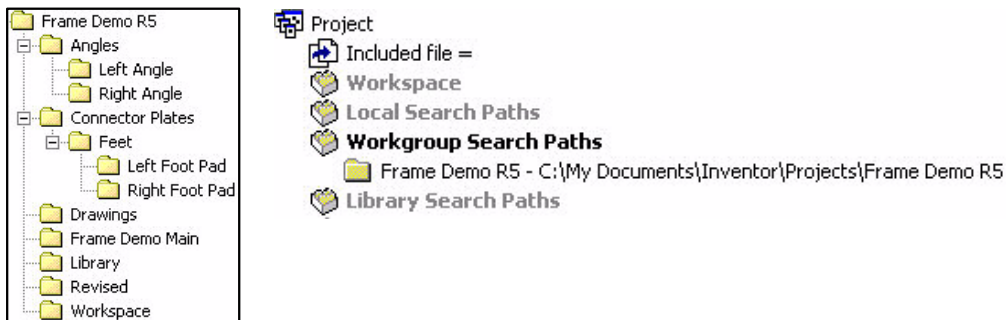 Frame Demo R5
Angles
Left Angle
Right Angle
Connector Plates
Feet
Left Foot Pad
Right Foot Pad
Drawings
Frame Demo Main
Library
Revised
Workspace
Project
Included file =
Workspace
Local Search Paths
Workgroup Search Paths
Frame Demo R5 - C:\My Documents\Inventor\Projects\Frame Demo R5
Library Search Paths